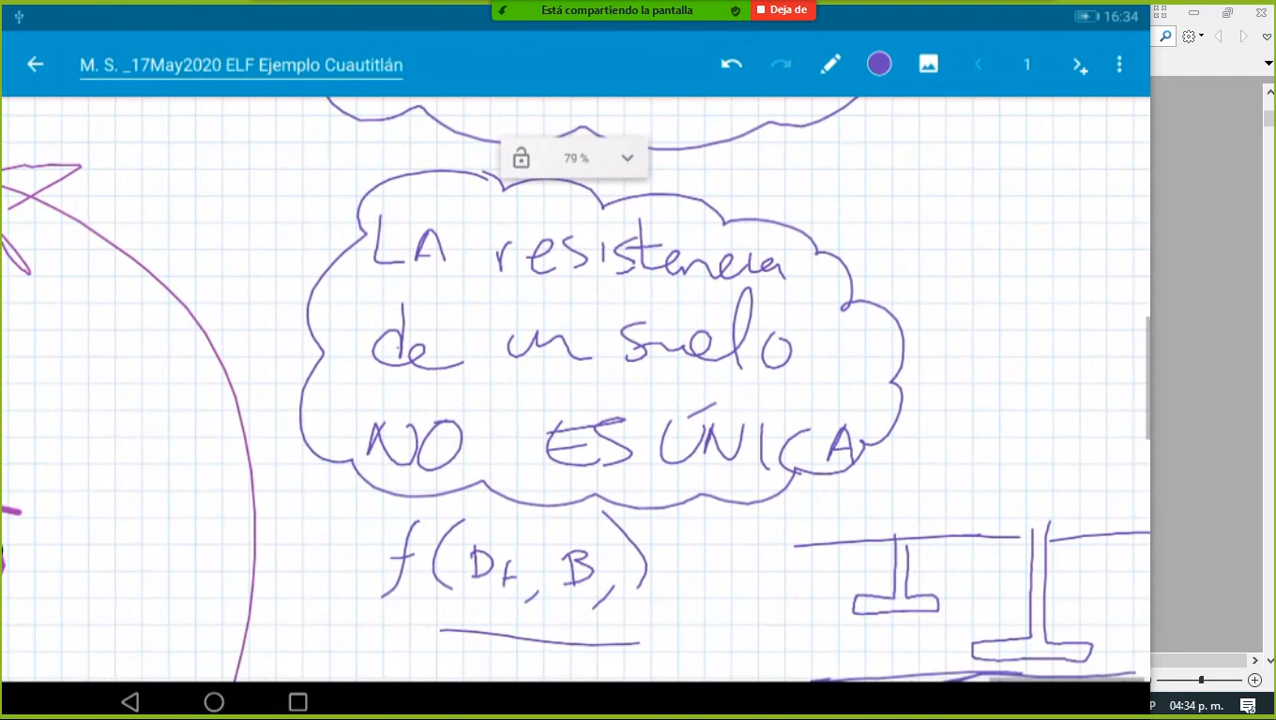 Está compartiendo la pantalla
Deja de
16:34
M. S. _17May2020 ELF Ejemplo Cuautitlán
1
79 %
LA resistencia
de un suelo
NO ES ÚNICA
f(Df, B,)
P 04:34 p. m.